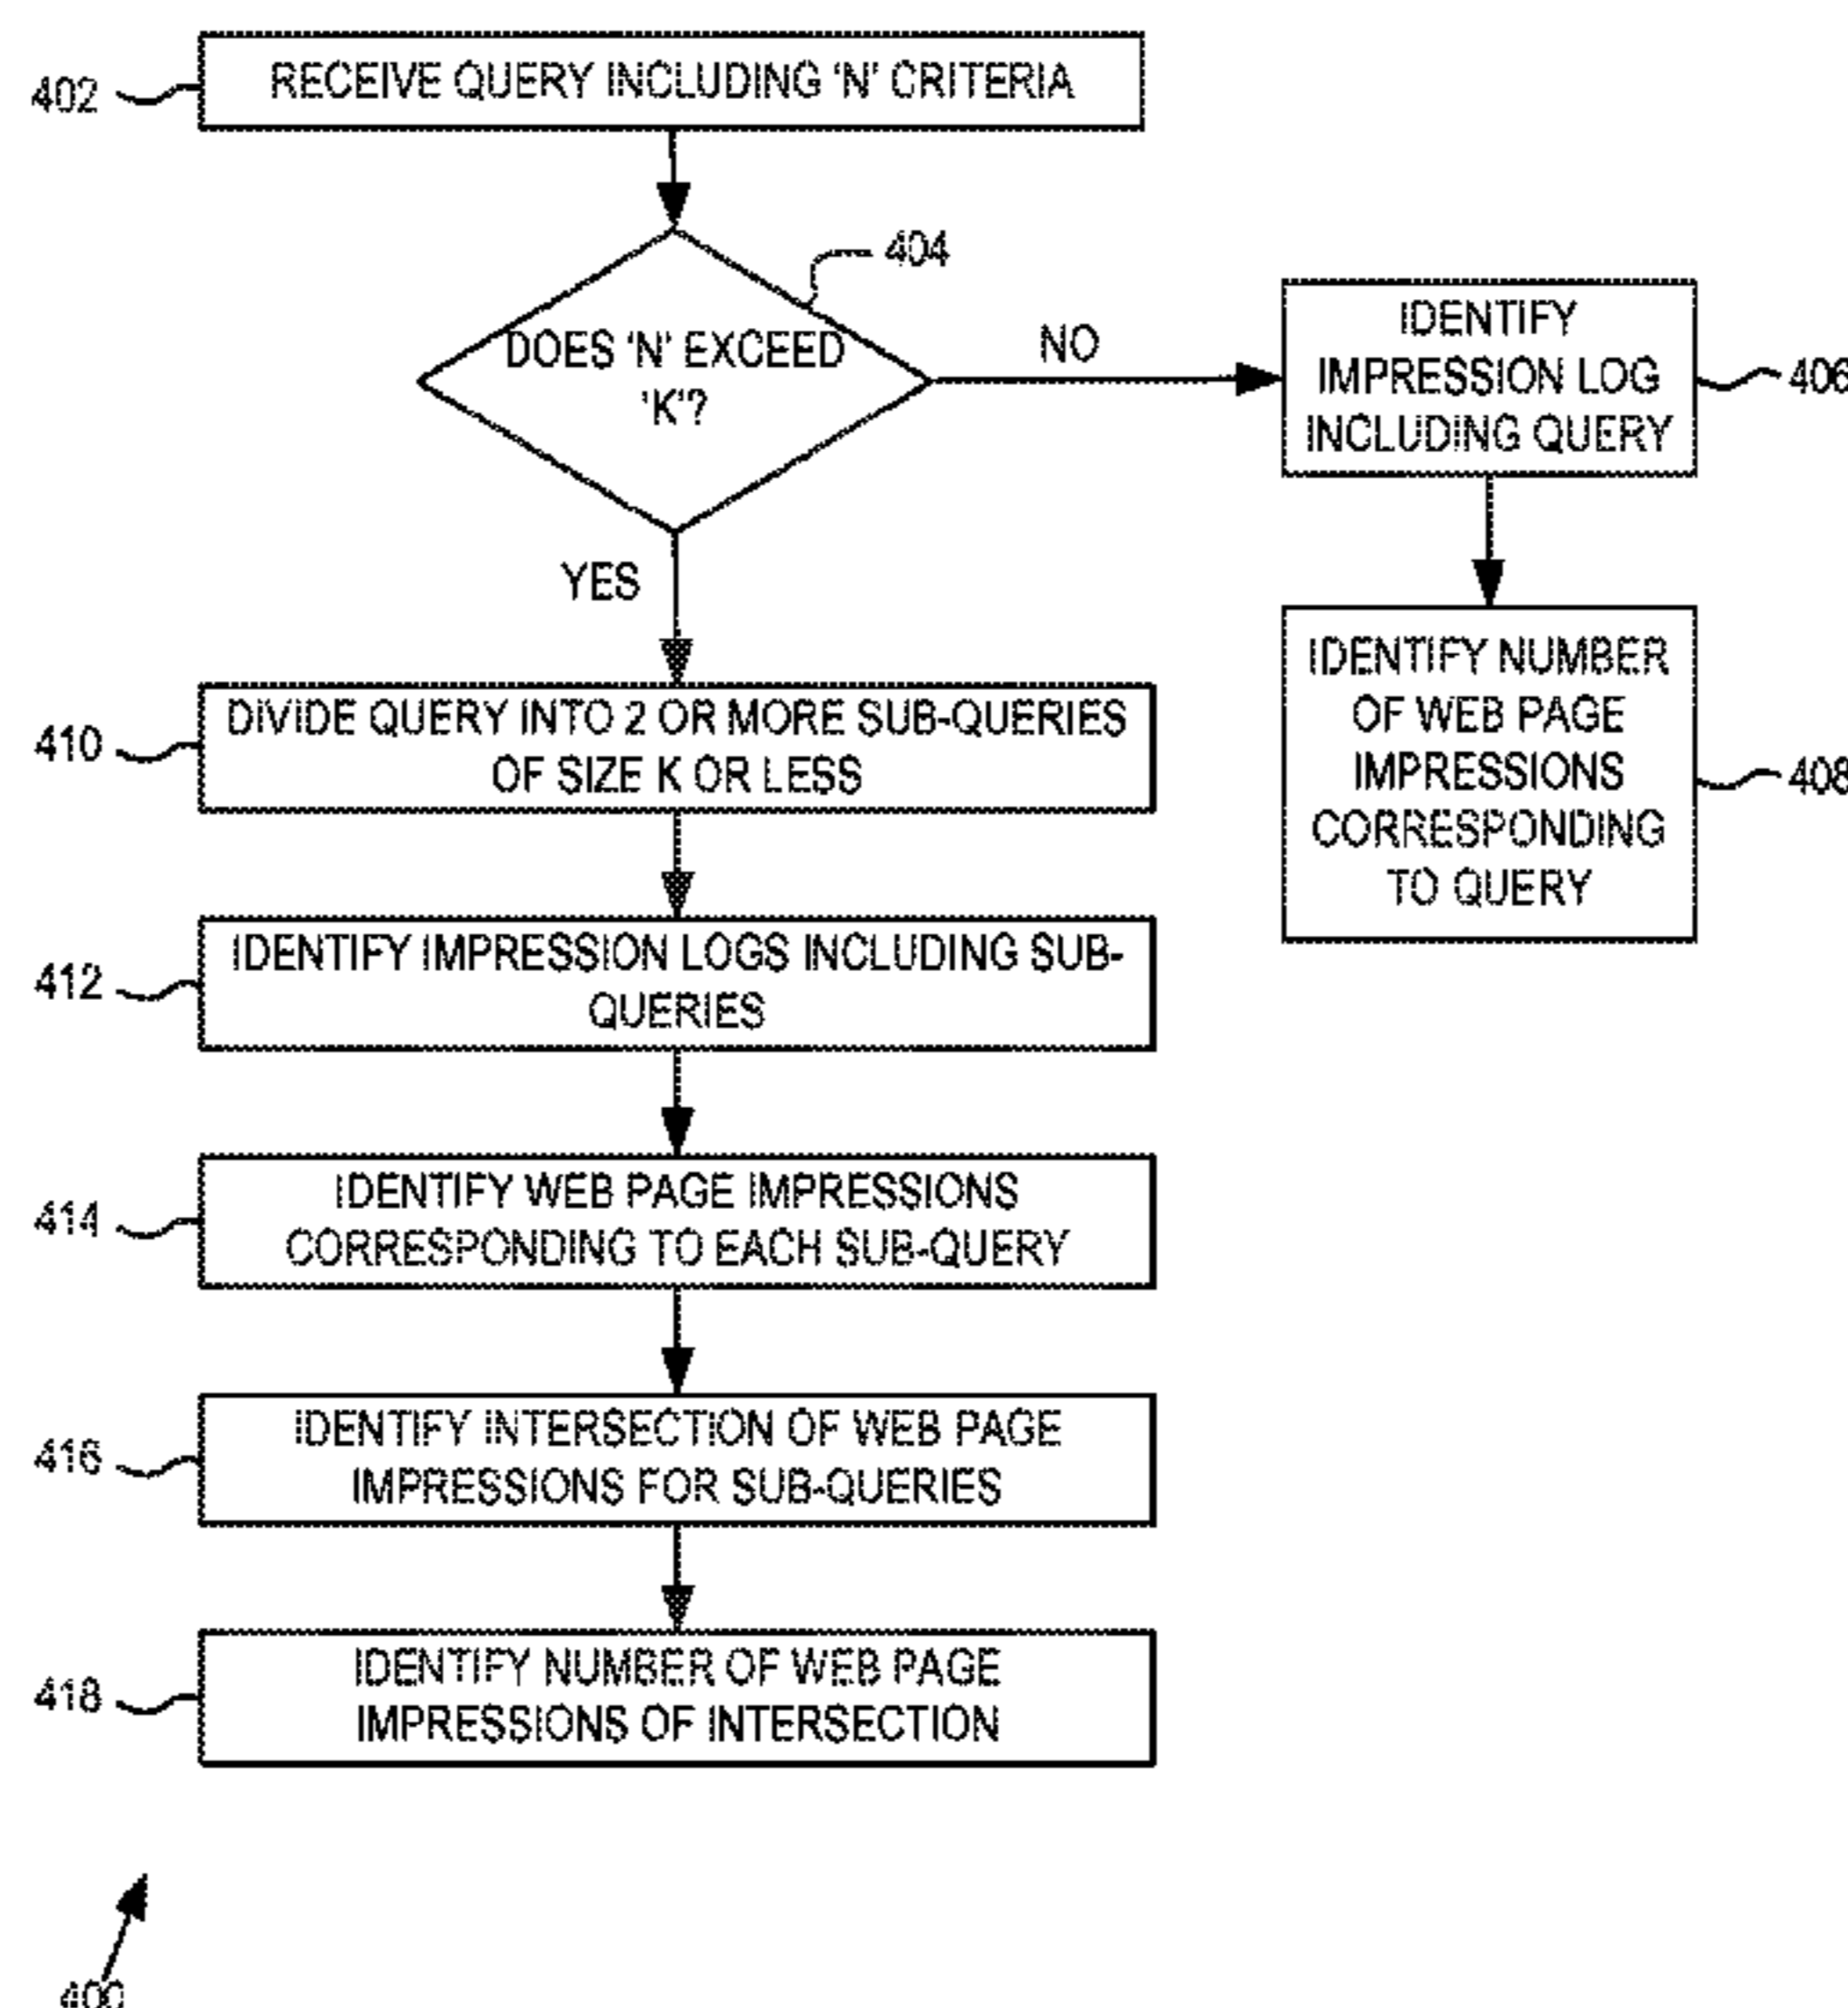 402
RECEIVE QUERY INCLUDING 'N' CRITERIA
404
DOES 'N' EXCEED
'K'?
NO
IDENTIFY
IMPRESSION LOG
INCLUDING QUERY
406
YES
IDENTIFY NUMBER
OF WEB PAGE
IMPRESSIONS
CORRESPONDING
TO QUERY
408
410
DIVIDE QUERY INTO 2 OR MORE SUB-QUERIES
OF SIZE K OR LESS
412
IDENTIFY IMPRESSION LOGS INCLUDING SUB-
QUERIES
414
IDENTIFY WEB PAGE IMPRESSIONS
CORRESPONDING TO EACH SUB-QUERY
416
IDENTIFY INTERSECTION OF WEB PAGE
IMPRESSIONS FOR SUB-QUERIES
418
IDENTIFY NUMBER OF WEB PAGE
IMPRESSIONS OF INTERSECTION
400